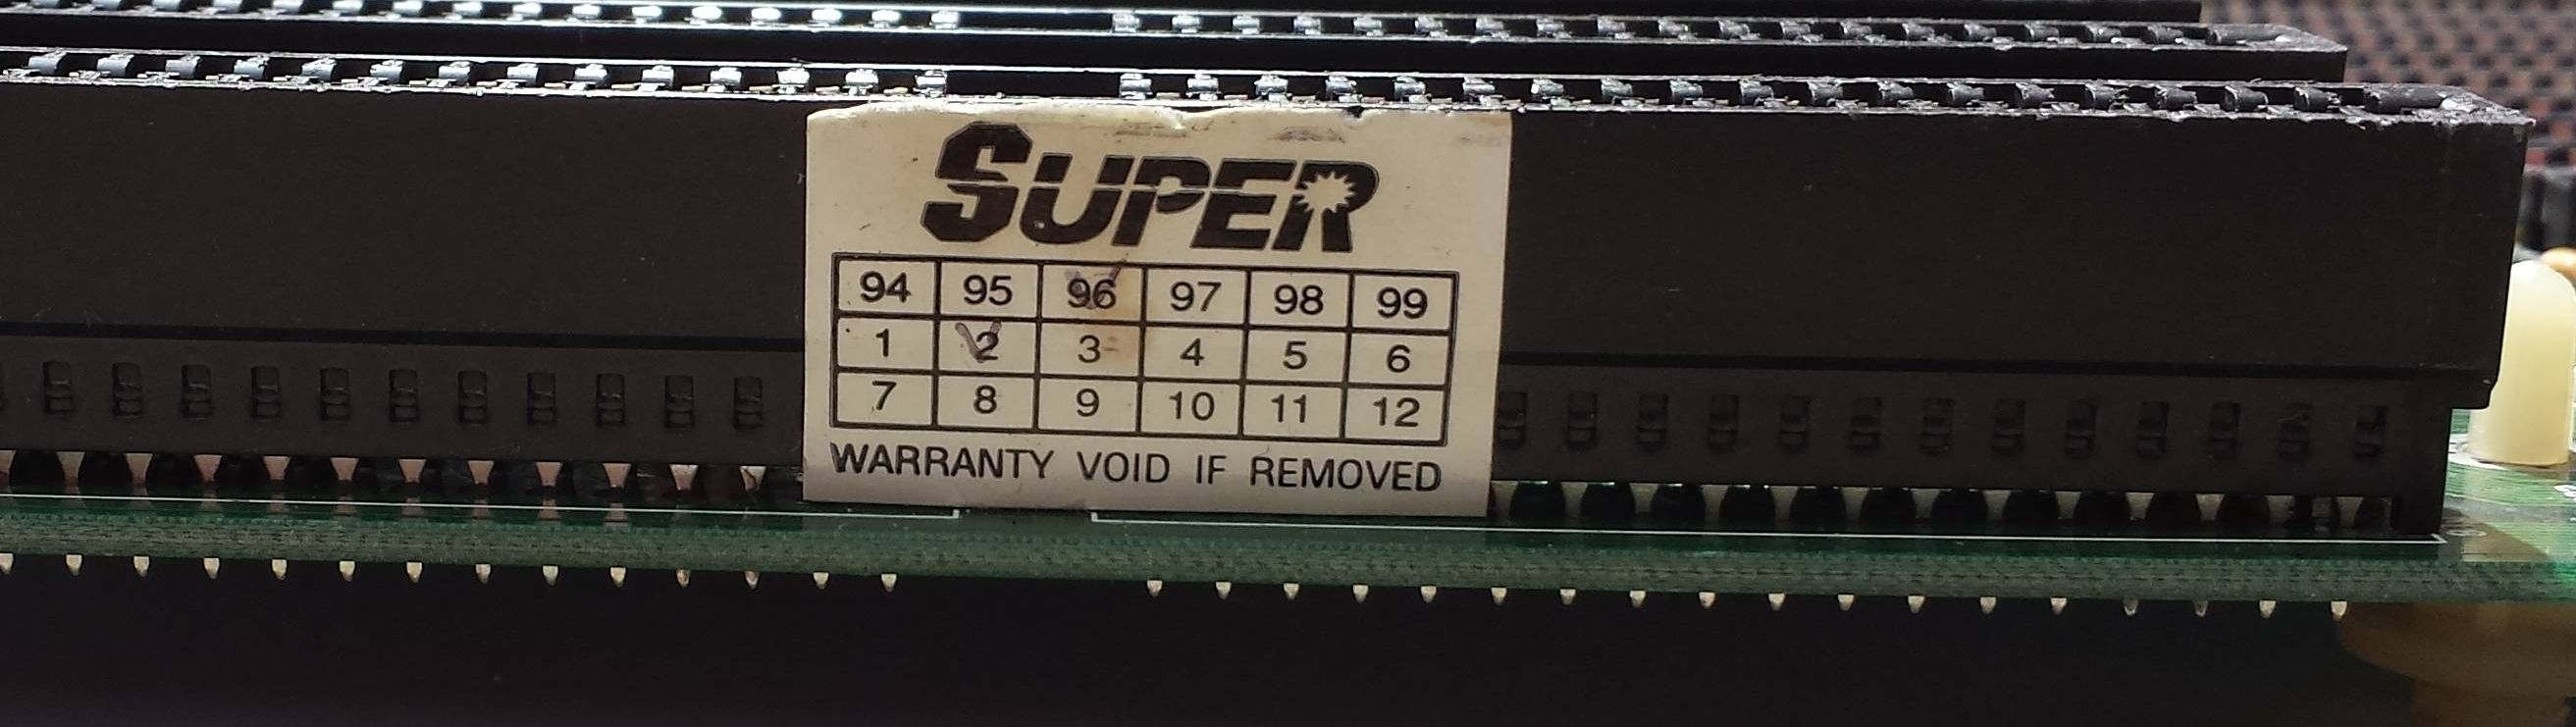 SUPER
94 95 96 97 98 99
1 2 3 4 5 6
7 8 9 10 11 12
WARRANTY VOID IF REMOVED